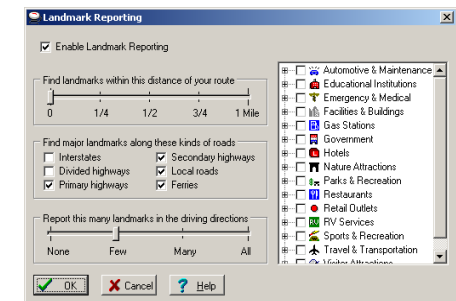 Landmark Reporting
Enable Landmark Reporting
Find landmarks within this distance of your route
0 1/4 1/2 3/4 1 Mile
Find major landmarks along these kinds of roads
Interstates Secondary highways
Divided highways Local roads
Primary highways Ferries
Report this many landmarks in the driving directions
None Few Many All
Automotive & Maintenance
Educational Institutions
Emergency & Medical
Facilities & Buildings
Gas Stations
Government
Hotels
Nature Attractions
Parks & Recreation
Restaurants
Retail Outlets
RV RV Services
Sports & Recreation
Travel & Transportation
Visitor Attractions
OK Cancel ? Help